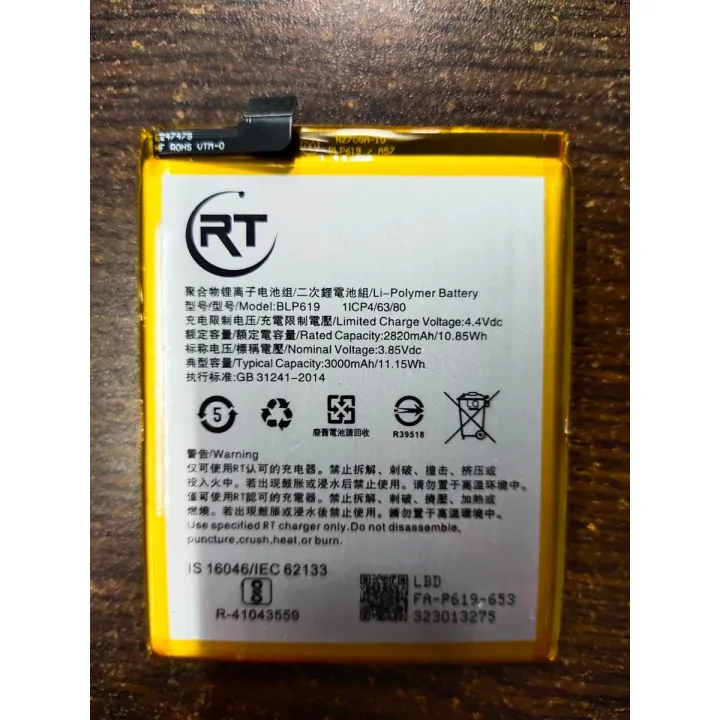 247479
F ROHS VTM-0
BLP619 / A57
RT
聚合物锂离子电池组/二次鋰電池組/Li-Polymer Battery
型号/型號/Model:BLP619 1ICP4/63/80
充电限制电压/充電限制電壓/Limited Charge Voltage:4.4Vdc
额定容量/額定電容量/Rated Capacity:2820mAh/10.85Wh
标称电压/標稱電壓/Nominal Voltage:3.85Vdc
典型容量/Typical Capacity:3000mAh/11.15Wh
执行标准:GB 31241-2014
5
廢舊電池請回收
R39518
警告/Warning
仅可使用RT认可的充电器。禁止拆解、刺破、撞击、挤压或
投入火中。若出现鼓胀或浸水后禁止使用。请勿置于高温环境中。
僅可使用RT認可的充電器。禁止拆解、刺破、擠壓、加熱或
燃燒。若出現鼓脹或浸水後禁止使用。請勿置于高溫環境中。
Use specified RT charger only.Do not disassemble,
puncture,crush,heat,or burn.
IS 16046/IEC 62133
R-41043559
LBD
FA-P619-653
323013275